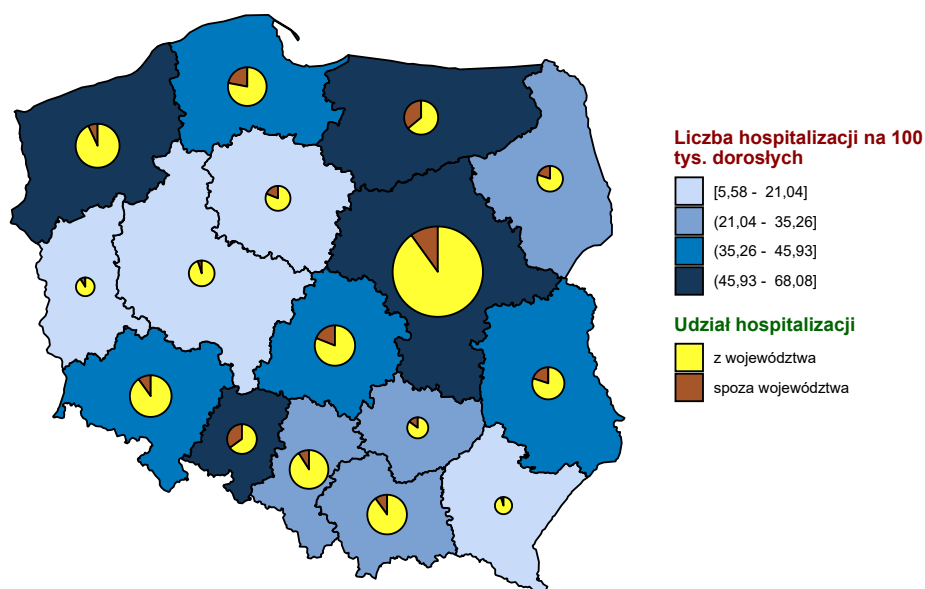 Liczba hospitalizacji na 100
tys. dorosłych
[5,58 - 21,04]
(21,04 - 35,26]
(35,26 - 45,93]
(45,93 - 68,08]
Udział hospitalizacji
z województwa
spoza województwa